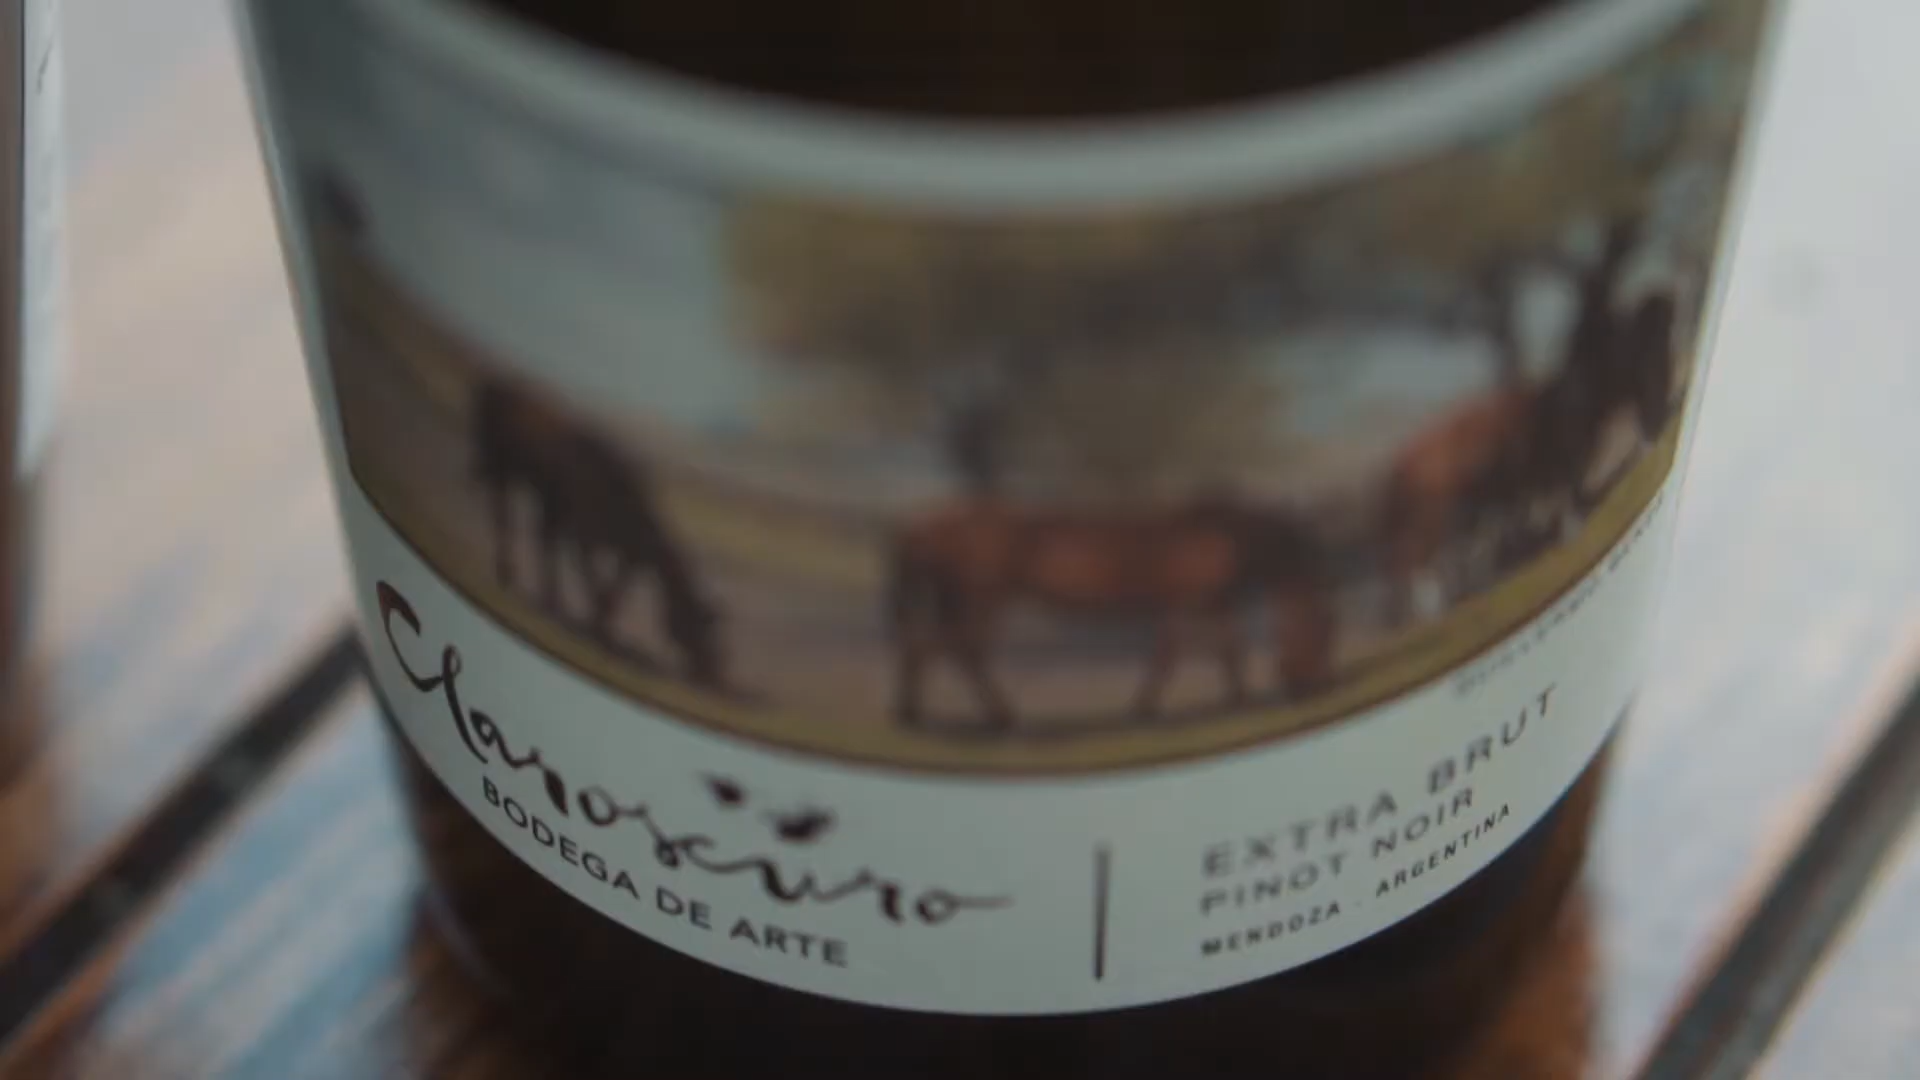 Claroscuro
BODEGA DE ARTE
EXTRA BRUT
PINOT NOIR
MENDOZA . ARGENTINA